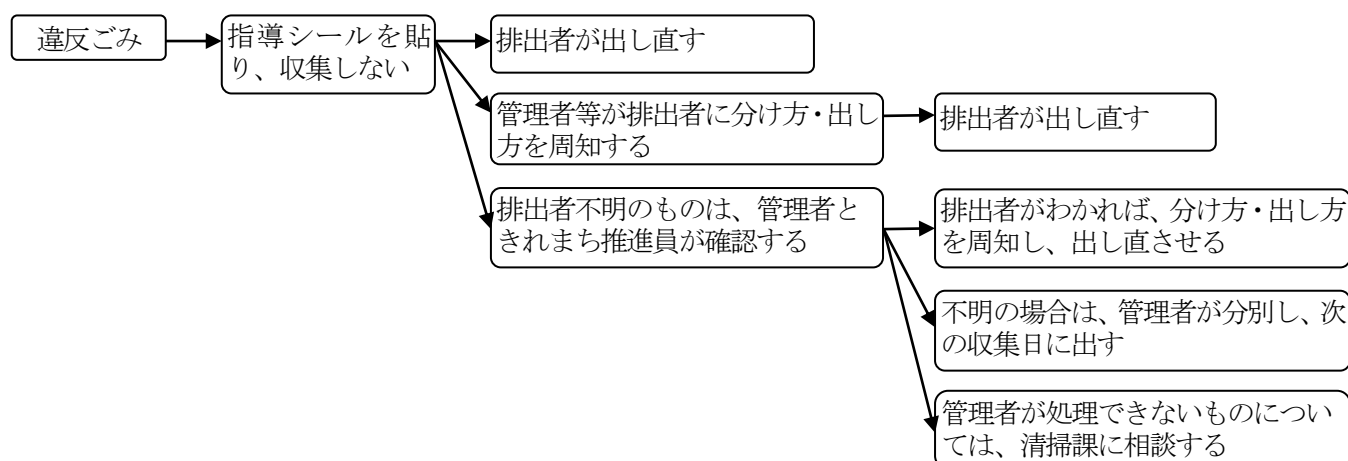 違反ごみ
指導シールを貼
り、収集しない
排出者が出し直す
管理者等が排出者に分け方・出し
方を周知する
排出者が出し直す
排出者不明のものは、管理者と
きれまち推進員が確認する
排出者がわかれば、分け方・出し方
を周知し、出し直させる
不明の場合は、管理者が分別し、次
の収集日に出す
管理者が処理できないものについ
ては、清掃課に相談する